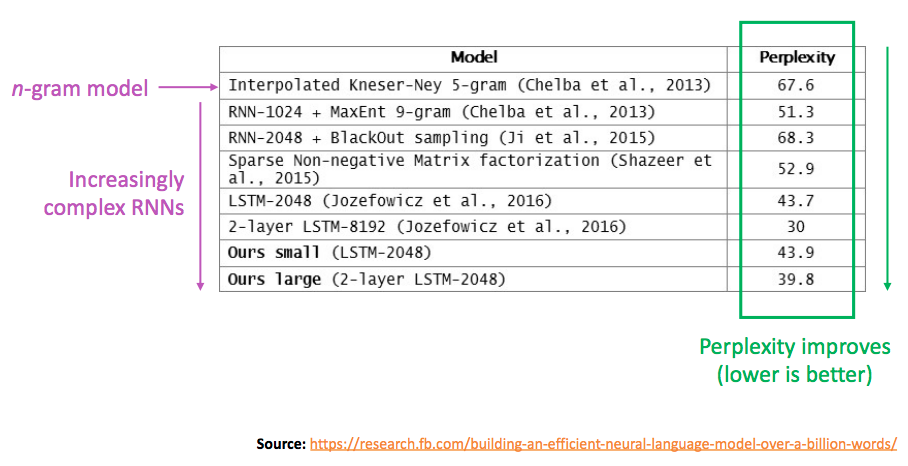 Model Perplexity
n-gram model
Interpolated Kneser-Ney 5-gram (Chelba et al., 2013) 67.6
RNN-1024 + MaxEnt 9-gram (Chelba et al., 2013) 51.3
RNN-2048 + BlackOut sampling (Ji et al., 2015) 68.3
Sparse Non-negative Matrix factorization (Shazeer et
al., 2015) 52.9
Increasingly
complex RNNs
LSTM-2048 (Jozefowicz et al., 2016) 43.7
2-layer LSTM-8192 (Jozefowicz et al., 2016) 30
Ours small (LSTM-2048) 43.9
Ours large (2-layer LSTM-2048) 39.8
Perplexity improves
(lower is better)
Source: https://research.fb.com/building-an-efficient-neural-language-model-over-a-billion-words/